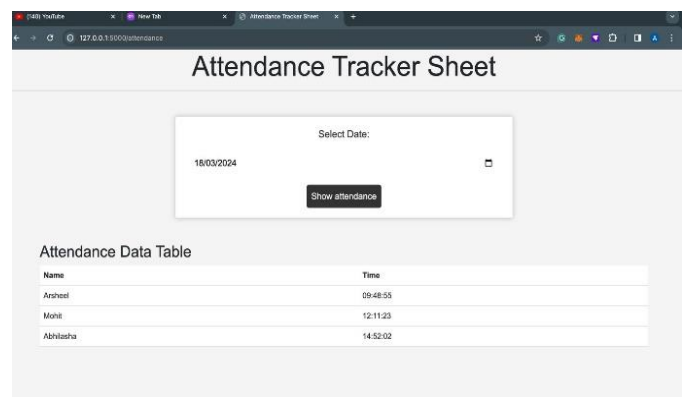 (140) YouTube × New Tab × Attendance Tracker Sheet × +
127.0.0.1:5000/attendance
Attendance Tracker Sheet
Select Date:
18/03/2024
Show attendance
Attendance Data Table
Name Time
Arsheel 09:48:55
Mohit 12:11:23
Abhilasha 14:52:02